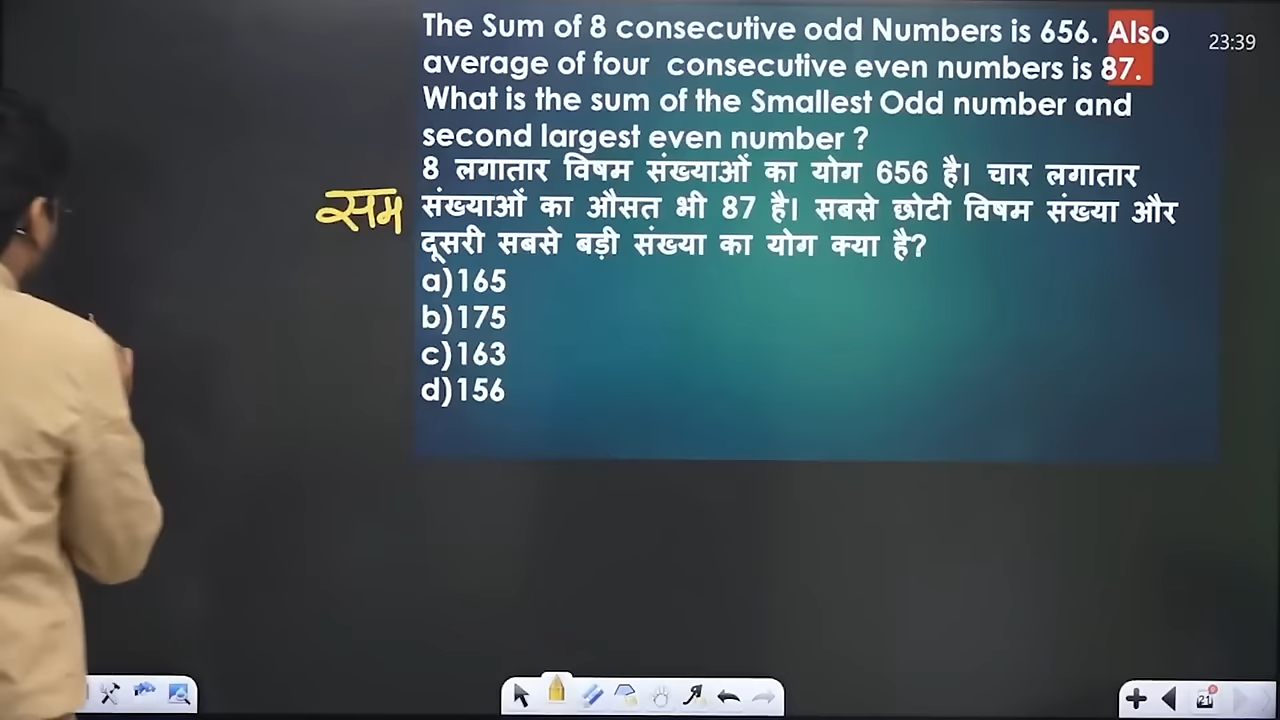 The Sum of 8 consecutive odd Numbers is 656. Also
average of four consecutive even numbers is 87.
What is the sum of the Smallest Odd number and
second largest even number ?
8 लगातार विषम संख्याओं का योग 656 है। चार लगातार
सम
संख्याओं का औसत भी 87 है। सबसे छोटी विषम संख्या और
दूसरी सबसे बड़ी संख्या का योग क्या है?
a)165
b)175
c)163
d)156
23:39
21